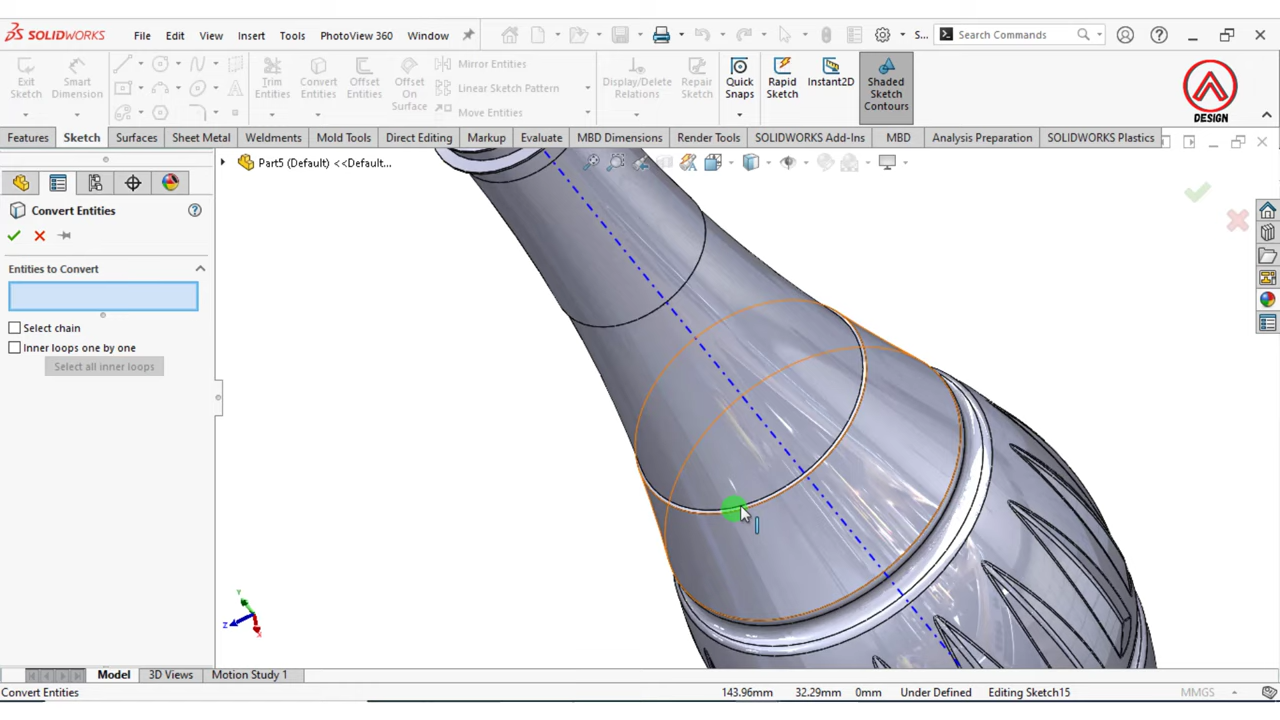 SOLIDWORKS File Edit View Insert Tools PhotoView 360 Window S... Search Commands
Exit Sketch
Smart Dimension
Trim Entities
Convert Entities
Offset Entities
Offset On Surface
Mirror Entities
Linear Sketch Pattern
Move Entities
Display/Delete Relations
Repair Sketch
Quick Snaps
Rapid Sketch
Instant2D
Shaded Sketch Contours
DESIGN
Features Sketch Surfaces Sheet Metal Weldments Mold Tools Direct Editing Markup Evaluate MBD Dimensions Render Tools SOLIDWORKS Add-Ins MBD Analysis Preparation SOLIDWORKS Plastics
Part5 (Default) <<Default...
Convert Entities
Entities to Convert
Select chain
Inner loops one by one
Select all inner loops
Y
Z
X
Model 3D Views Motion Study 1
Convert Entities 143.96mm 32.29mm 0mm Under Defined Editing Sketch15 MMGS